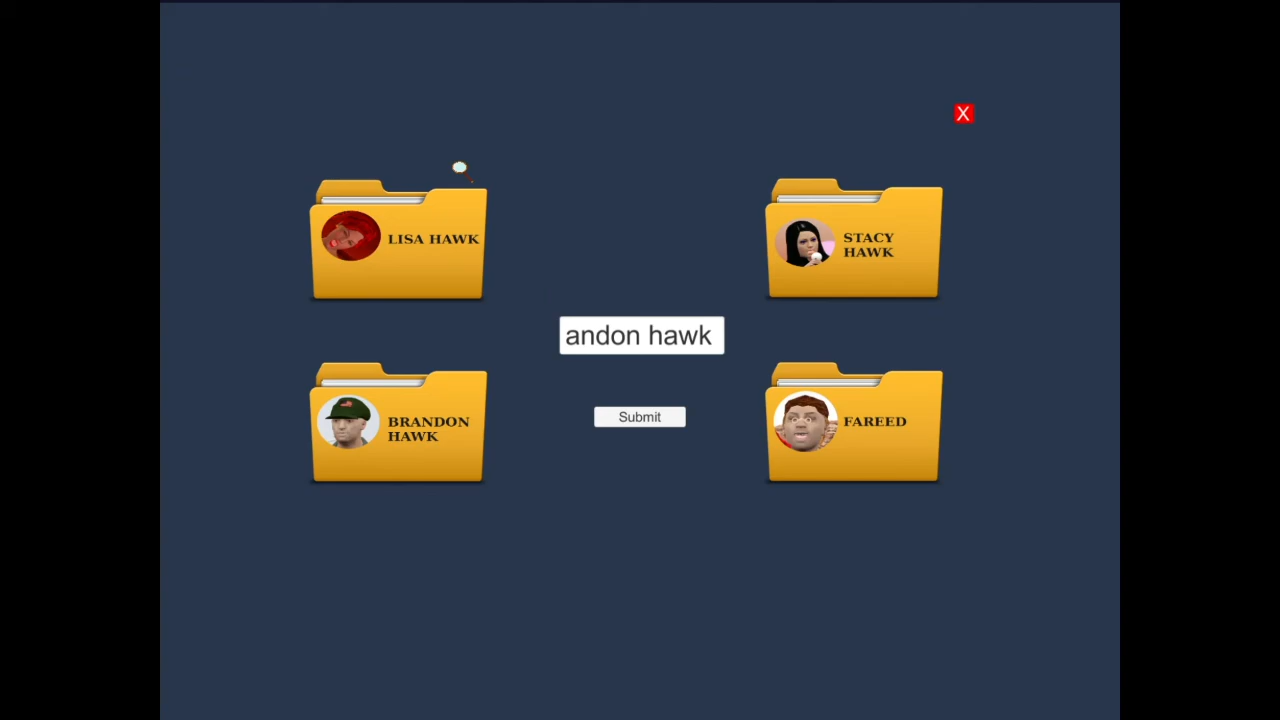 X
LISA HAWK
STACY
HAWK
andon hawk
BRANDON
HAWK
Submit
FAREED